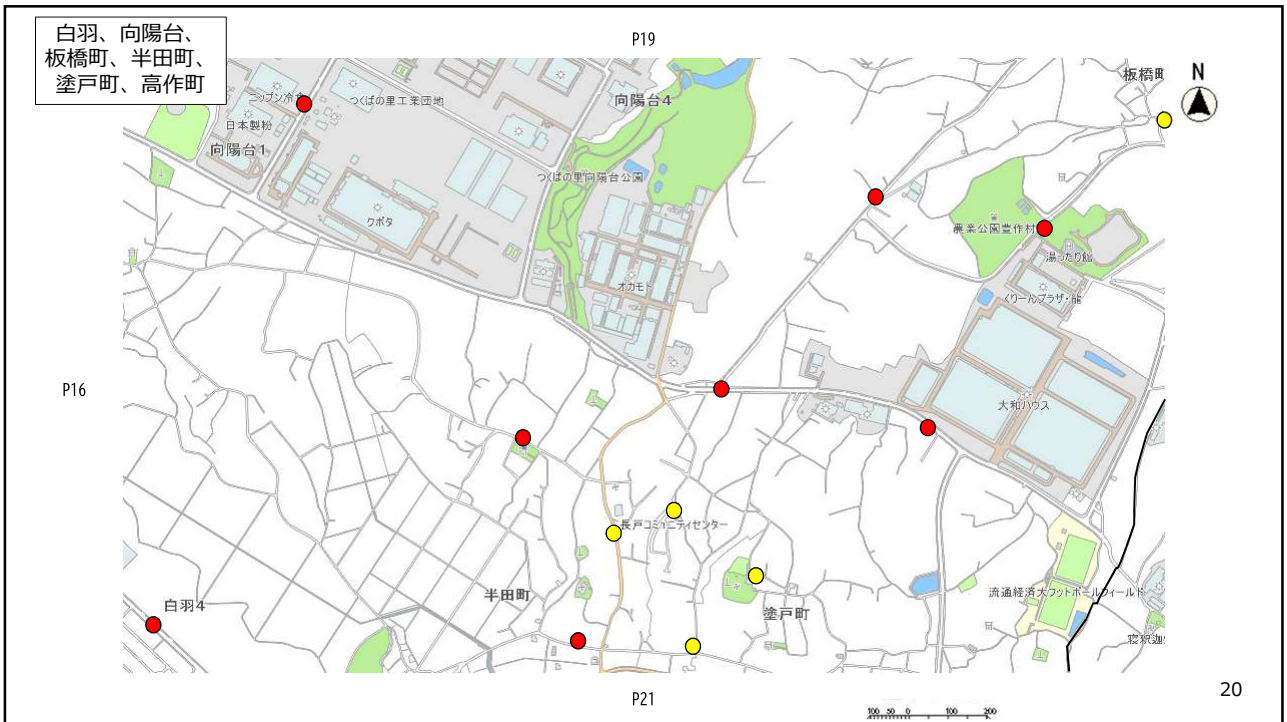 白羽、向陽台、
板橋町、半田町、
塗戸町、高作町
P19
N
板橋町
向陽台4
つくばの里工業団地
日本製粉
向陽台1
つくばの里向陽台公園
クボタ
農業公園豊作村
湯ったり館
オカモト
くりーんプラザ・龍
P16
大和ハウス
長戸コミュニティセンター
半田町
塗戸町
流通経済大フットボールフィールド
白羽4
P21
20
100 50 0 100 200